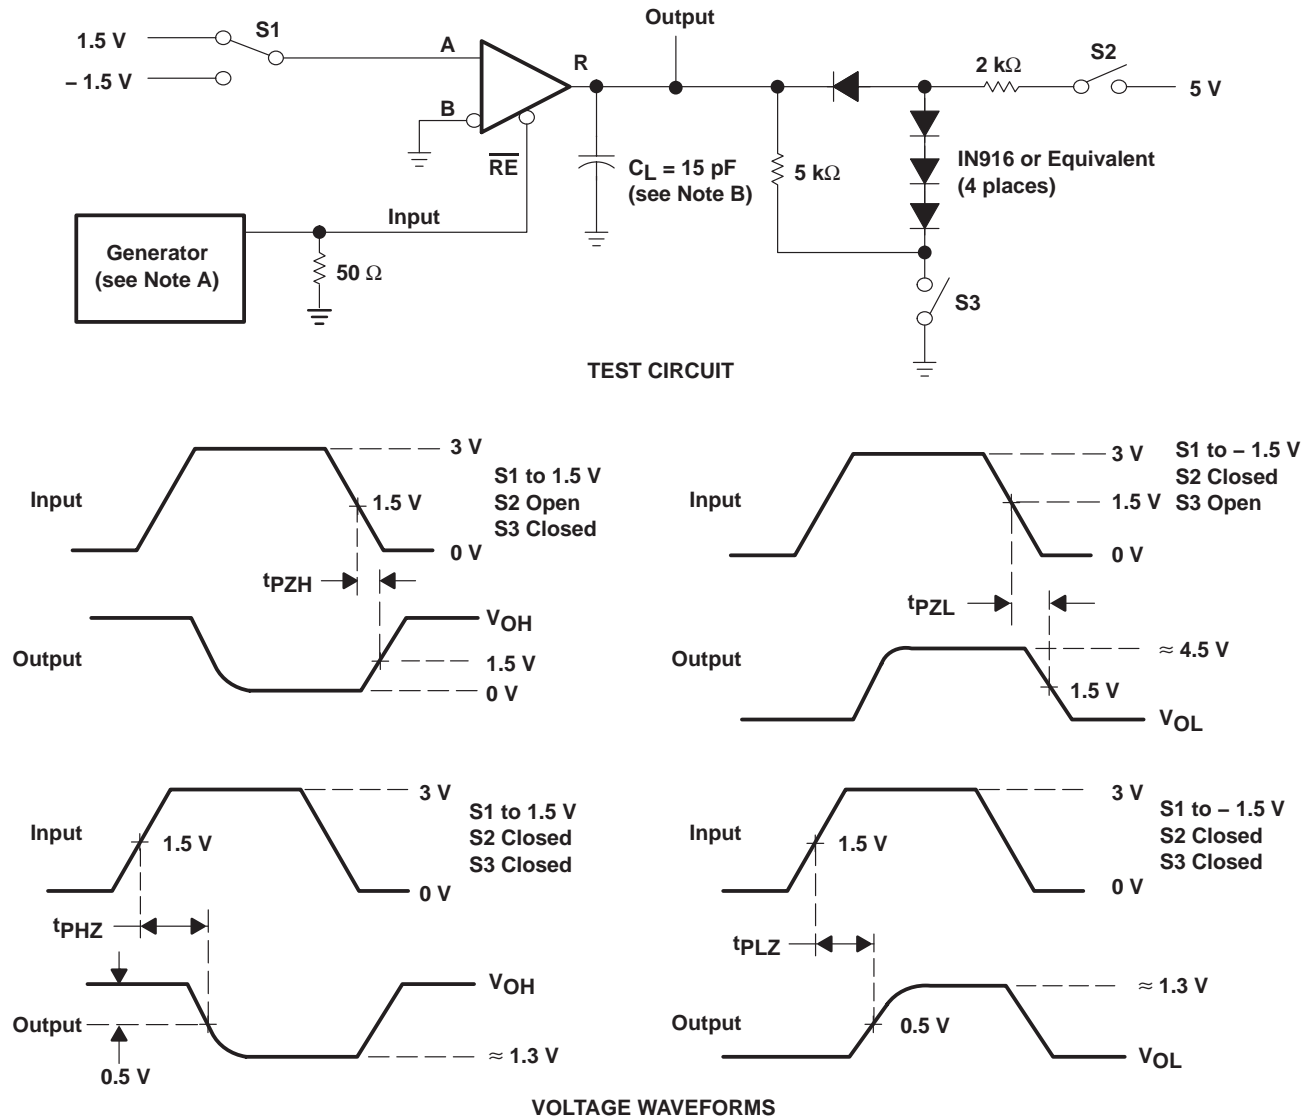 Output
1.5 V
S1
– 1.5 V
A
B
R
RE
2 kΩ
S2
5 V
CL = 15 pF
(see Note B)
5 kΩ
IN916 or Equivalent
(4 places)
Input
Generator
(see Note A)
50 Ω
S3
TEST CIRCUIT
Input
3 V
1.5 V
0 V
S1 to 1.5 V
S2 Open
S3 Closed
tPZH
Output
VOH
1.5 V
0 V
Input
3 V
1.5 V
0 V
S1 to – 1.5 V
S2 Closed
S3 Open
tPZL
Output
≈ 4.5 V
1.5 V
VOL
Input
3 V
1.5 V
0 V
S1 to 1.5 V
S2 Closed
S3 Closed
tPHZ
Output
VOH
0.5 V
≈ 1.3 V
Input
3 V
1.5 V
0 V
S1 to – 1.5 V
S2 Closed
S3 Closed
tPLZ
Output
≈ 1.3 V
0.5 V
VOL
VOLTAGE WAVEFORMS